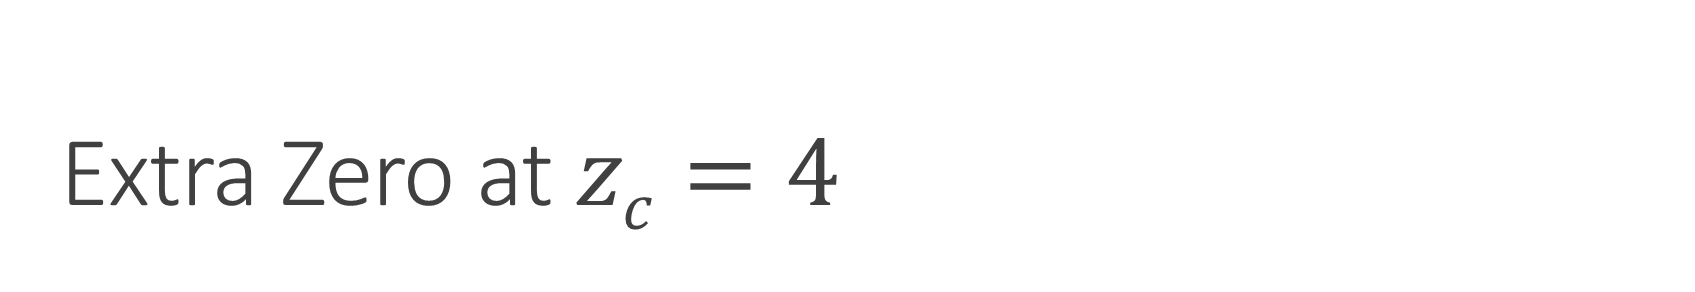 Extra Zero at $z_c = 4$